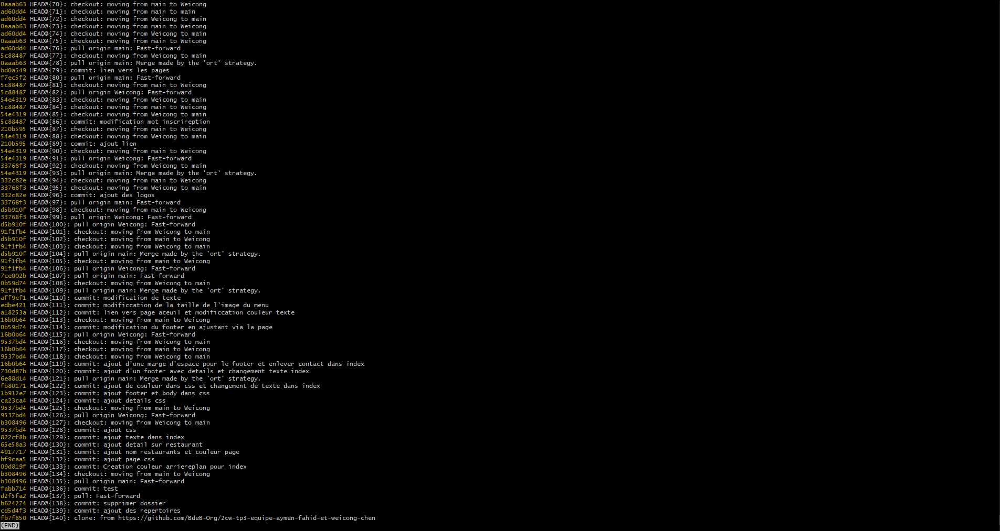 0aaab63 HEAD@{70}: checkout: moving from main to Weicong
ad60dd4 HEAD@{71}: checkout: moving from main to main
ad60dd4 HEAD@{72}: checkout: moving from Weicong to main
0aaab63 HEAD@{73}: checkout: moving from main to Weicong
ad60dd4 HEAD@{74}: checkout: moving from Weicong to main
0aaab63 HEAD@{75}: checkout: moving from main to Weicong
ad60dd4 HEAD@{76}: pull origin main: Fast-forward
5c88487 HEAD@{77}: checkout: moving from Weicong to main
0aaab63 HEAD@{78}: pull origin main: Merge made by the 'ort' strategy.
bd0a549 HEAD@{79}: commit: lien vers les pages
f7ec5f2 HEAD@{80}: pull origin main: Fast-forward
5c88487 HEAD@{81}: checkout: moving from main to Weicong
5c88487 HEAD@{82}: pull origin Weicong: Fast-forward
54e4319 HEAD@{83}: checkout: moving from Weicong to main
5c88487 HEAD@{84}: checkout: moving from main to Weicong
54e4319 HEAD@{85}: checkout: moving from Weicong to main
5c88487 HEAD@{86}: commit: modification mot inscrireption
210b595 HEAD@{87}: checkout: moving from main to Weicong
54e4319 HEAD@{88}: checkout: moving from Weicong to main
210b595 HEAD@{89}: commit: ajout lien
54e4319 HEAD@{90}: checkout: moving from main to Weicong
54e4319 HEAD@{91}: pull origin Weicong: Fast-forward
33768f3 HEAD@{92}: checkout: moving from Weicong to main
54e4319 HEAD@{93}: pull origin main: Merge made by the 'ort' strategy.
332c82e HEAD@{94}: checkout: moving from main to Weicong
33768f3 HEAD@{95}: checkout: moving from Weicong to main
332c82e HEAD@{96}: commit: ajout des logos
33768f3 HEAD@{97}: pull origin main: Fast-forward
d5b910f HEAD@{98}: checkout: moving from main to Weicong
33768f3 HEAD@{99}: pull origin Weicong: Fast-forward
d5b910f HEAD@{100}: pull origin Weicong: Fast-forward
91f1fb4 HEAD@{101}: checkout: moving from Weicong to main
d5b910f HEAD@{102}: checkout: moving from main to Weicong
91f1fb4 HEAD@{103}: checkout: moving from Weicong to main
d5b910f HEAD@{104}: pull origin main: Merge made by the 'ort' strategy.
91f1fb4 HEAD@{105}: checkout: moving from main to Weicong
91f1fb4 HEAD@{106}: pull origin Weicong: Fast-forward
7ce002b HEAD@{107}: pull origin main: Fast-forward
0b59d74 HEAD@{108}: checkout: moving from Weicong to main
91f1fb4 HEAD@{109}: pull origin main: Merge made by the 'ort' strategy.
aff9ef1 HEAD@{110}: commit: modification de texte
edbe421 HEAD@{111}: commit: modificcation de la taille de l'image du menu
a18253a HEAD@{112}: commit: lien vers page aceuil et modificcation couleur texte
16b0b64 HEAD@{113}: checkout: moving from main to Weicong
0b59d74 HEAD@{114}: commit: modification du footer en ajustant via la page
16b0b64 HEAD@{115}: pull origin Weicong: Fast-forward
9537bd4 HEAD@{116}: checkout: moving from Weicong to main
16b0b64 HEAD@{117}: checkout: moving from main to Weicong
9537bd4 HEAD@{118}: checkout: moving from Weicong to main
16b0b64 HEAD@{119}: commit: ajout d'une marge d'espace pour le footer et enlever contact dans index
730d87b HEAD@{120}: commit: ajout d'un footer avec details et changement texte index
6e88d14 HEAD@{121}: pull origin main: Merge made by the 'ort' strategy.
fb80171 HEAD@{122}: commit: ajout de couleur dans css et changement de texte dans index
1b912e7 HEAD@{123}: commit: ajout footer et body dans css
ca23ca4 HEAD@{124}: commit: ajout details css
9537bd4 HEAD@{125}: checkout: moving from main to Weicong
9537bd4 HEAD@{126}: pull origin Weicong: Fast-forward
b308496 HEAD@{127}: checkout: moving from Weicong to main
9537bd4 HEAD@{128}: commit: ajout css
822cf8b HEAD@{129}: commit: ajout texte dans index
65e58a3 HEAD@{130}: commit: ajout detail sur restaurant
4917717 HEAD@{131}: commit: ajout nom restaurants et couleur page
bf9caa5 HEAD@{132}: commit: ajout page css
09d819f HEAD@{133}: commit: Creation couleur arriereplan pour index
b308496 HEAD@{134}: checkout: moving from main to Weicong
b308496 HEAD@{135}: pull origin main: Fast-forward
fabb714 HEAD@{136}: commit: test
d2f5fa2 HEAD@{137}: pull: Fast-forward
b624274 HEAD@{138}: commit: supprimer dossier
cd5d4f3 HEAD@{139}: commit: ajout des repertoires
fb7f850 HEAD@{140}: clone: from https://github.com/BdeB-Org/2cw-tp3-equipe-aymen-fahid-et-weicong-chen
(END)